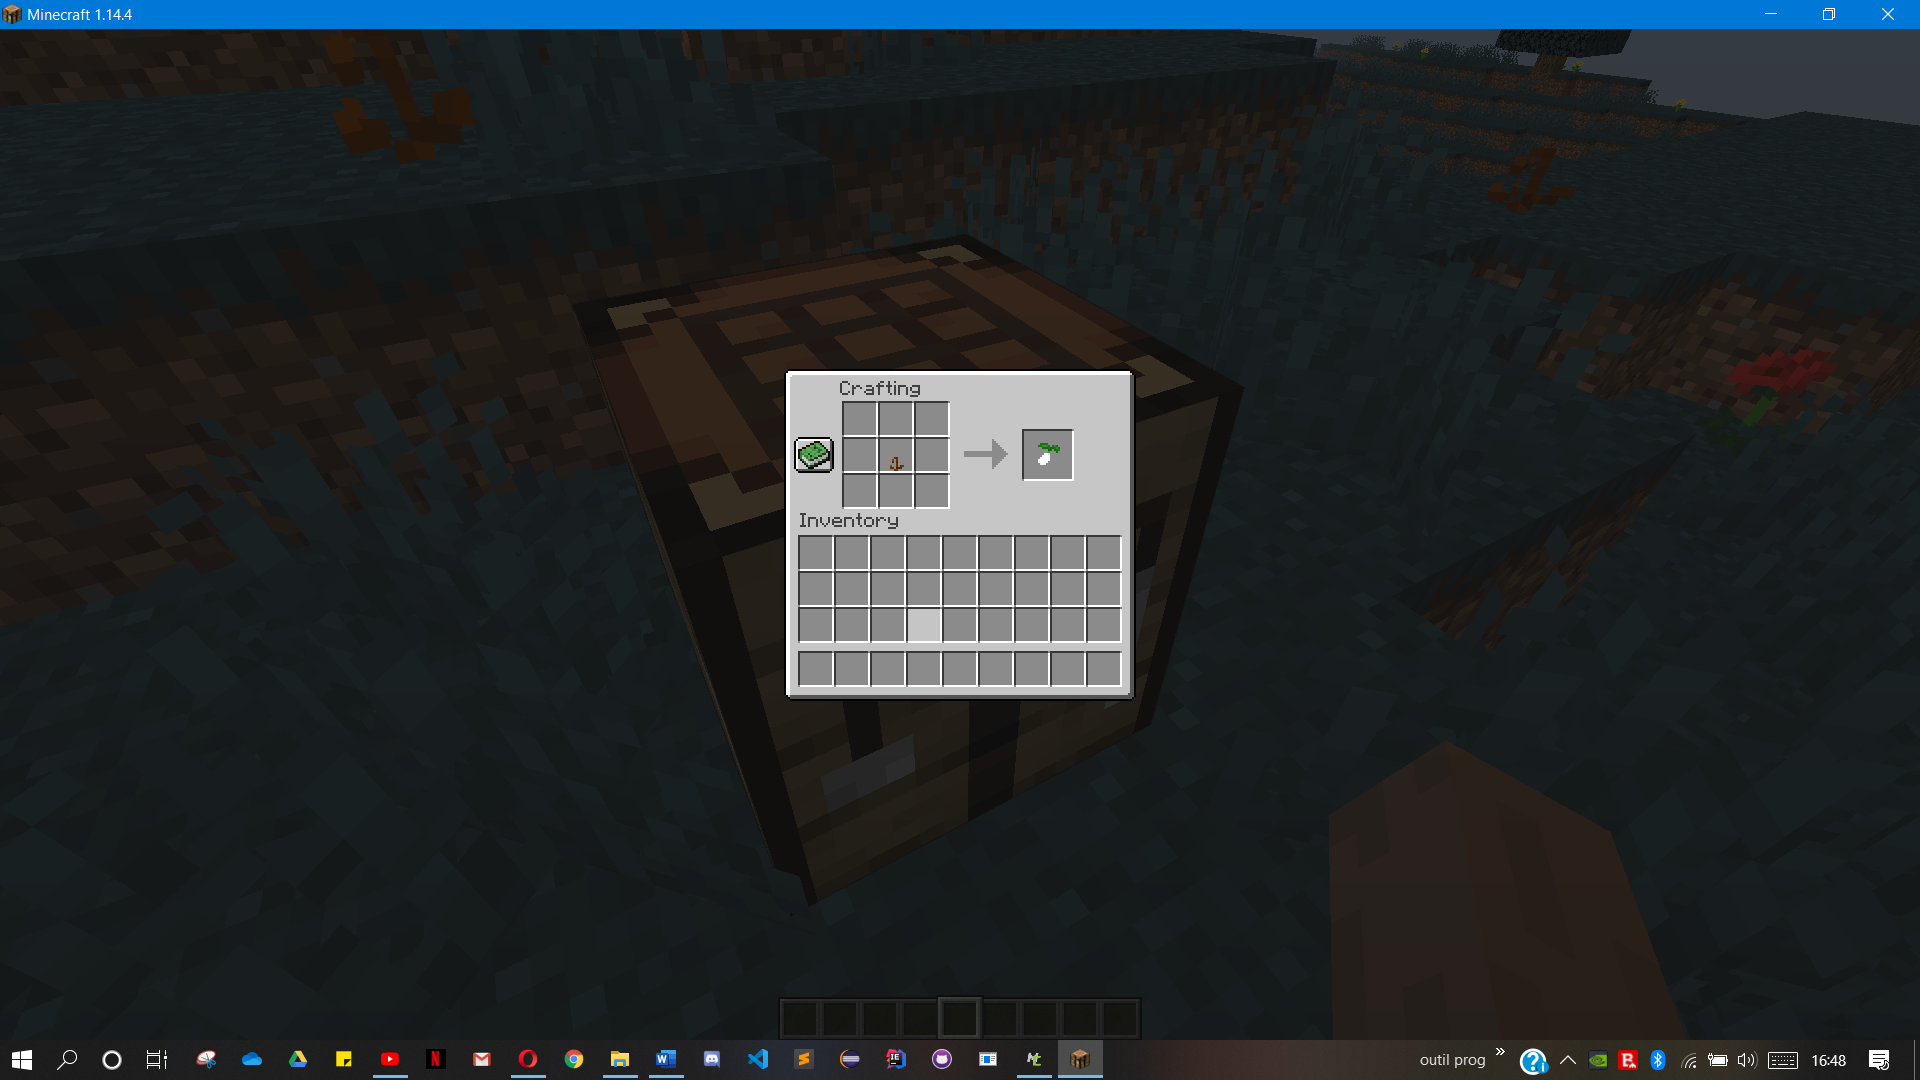 Minecraft 1.14.4
Crafting
Inventory
outil prog
16:48